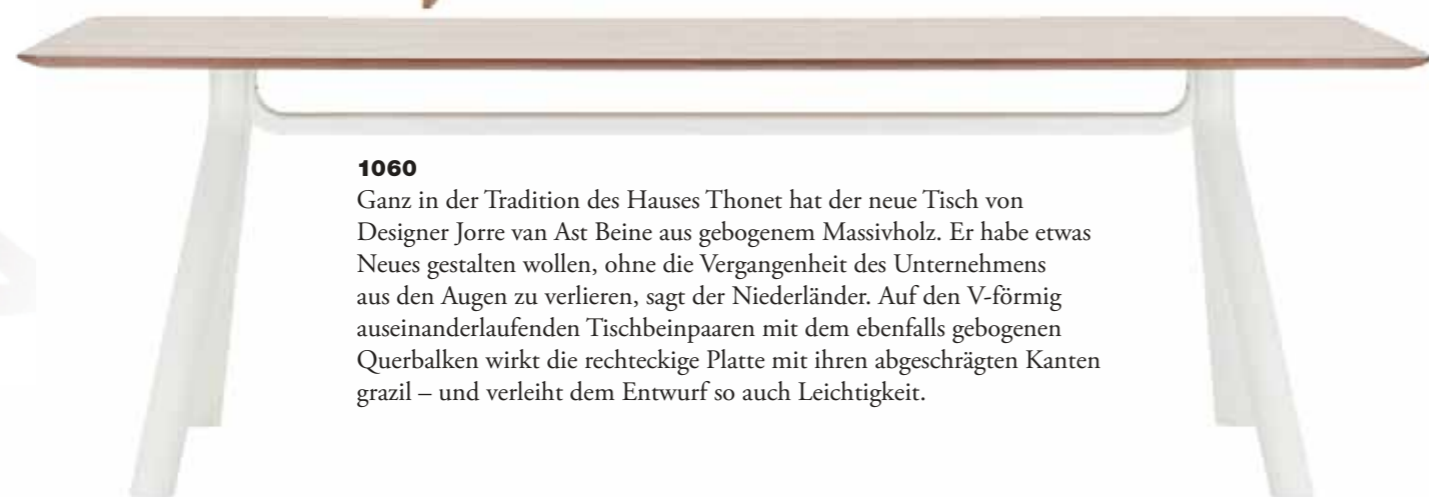 1060
Ganz in der Tradition des Hauses Thonet hat der neue Tisch von
Designer Jorre van Ast Beine aus gebogenem Massivholz. Er habe etwas
Neues gestalten wollen, ohne die Vergangenheit des Unternehmens
aus den Augen zu verlieren, sagt der Niederländer. Auf den V-förmig
auseinanderlaufenden Tischbeinpaaren mit dem ebenfalls gebogenen
Querbalken wirkt die rechteckige Platte mit ihren abgeschrägten Kanten
grazil – und verleiht dem Entwurf so auch Leichtigkeit.